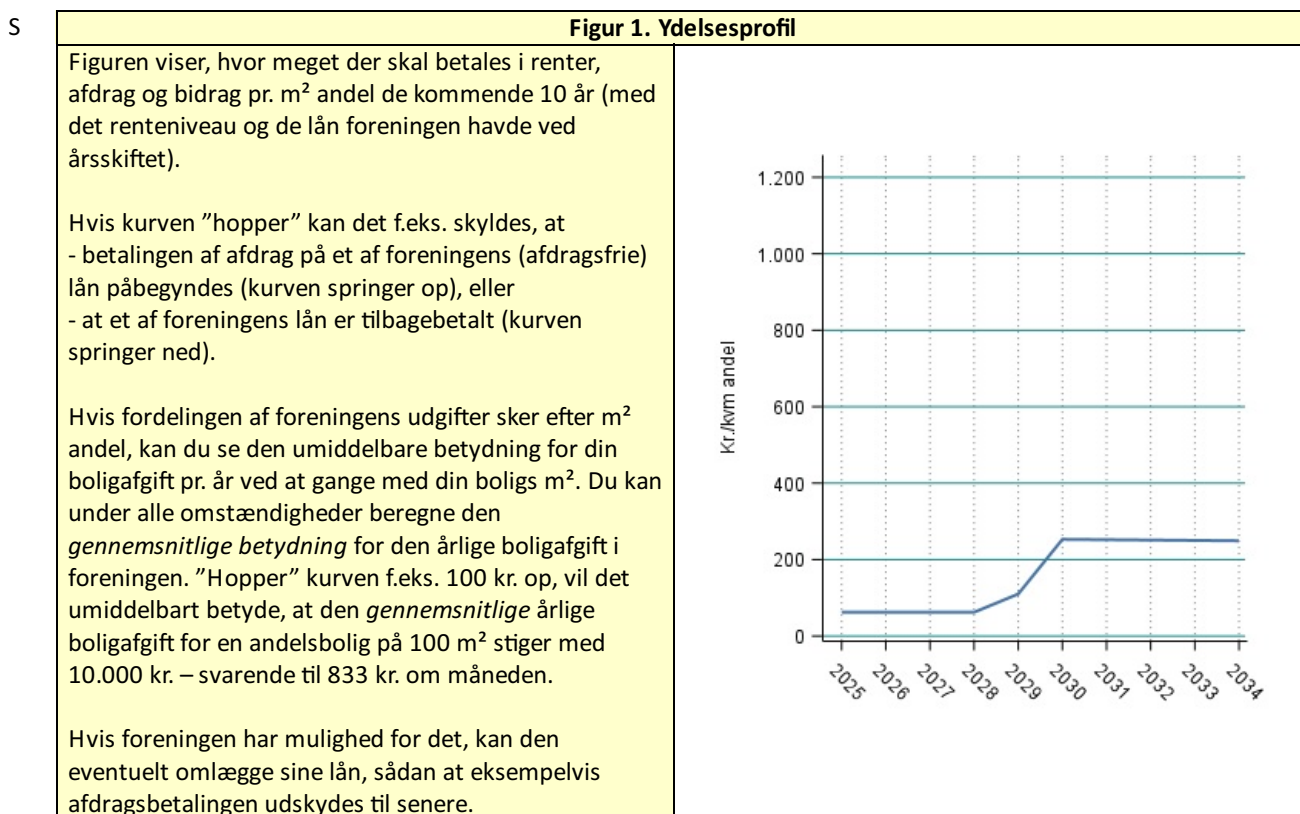 S
Figur 1. Ydelsesprofil
Figuren viser, hvor meget der skal betales i renter,
afdrag og bidrag pr. m² andel de kommende 10 år (med
det renteniveau og de lån foreningen havde ved
årsskiftet).
Hvis kurven ”hopper” kan det f.eks. skyldes, at
- betalingen af afdrag på et af foreningens (afdragsfrie)
lån påbegyndes (kurven springer op), eller
- at et af foreningens lån er tilbagebetalt (kurven
springer ned).
Hvis fordelingen af foreningens udgifter sker efter m²
andel, kan du se den umiddelbare betydning for din
boligafgift pr. år ved at gange med din boligs m². Du kan
under alle omstændigheder beregne den
gennemsnitlige betydning for den årlige boligafgift i
foreningen. ”Hopper” kurven f.eks. 100 kr. op, vil det
umiddelbart betyde, at den gennemsnitlige årlige
boligafgift for en andelsbolig på 100 m² stiger med
10.000 kr. – svarende til 833 kr. om måneden.
Hvis foreningen har mulighed for det, kan den
eventuelt omlægge sine lån, sådan at eksempelvis
afdragsbetalingen udskydes til senere.
Kr./kvm andel
1.200
1.000
800
600
400
200
0
2025
2026
2027
2028
2029
2030
2031
2032
2033
2034